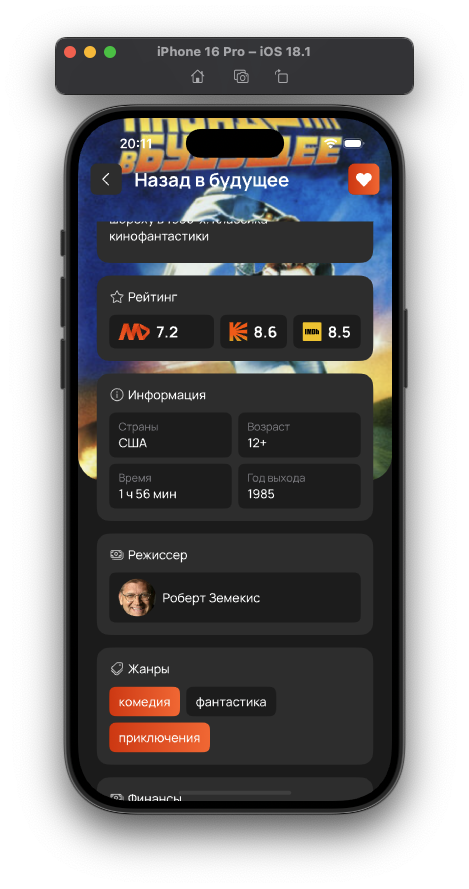 iPhone 16 Pro – iOS 18.1
20:11
В БУДУЩЕЕ
Назад в будущее
кинофантастики
Рейтинг
7.2
8.6
IMDb
8.5
Информация
Страны
Возраст
США
12+
Время
Год выхода
1 ч 56 мин
1985
Режиссер
Роберт Земекис
Жанры
комедия
фантастика
приключения
Финансы